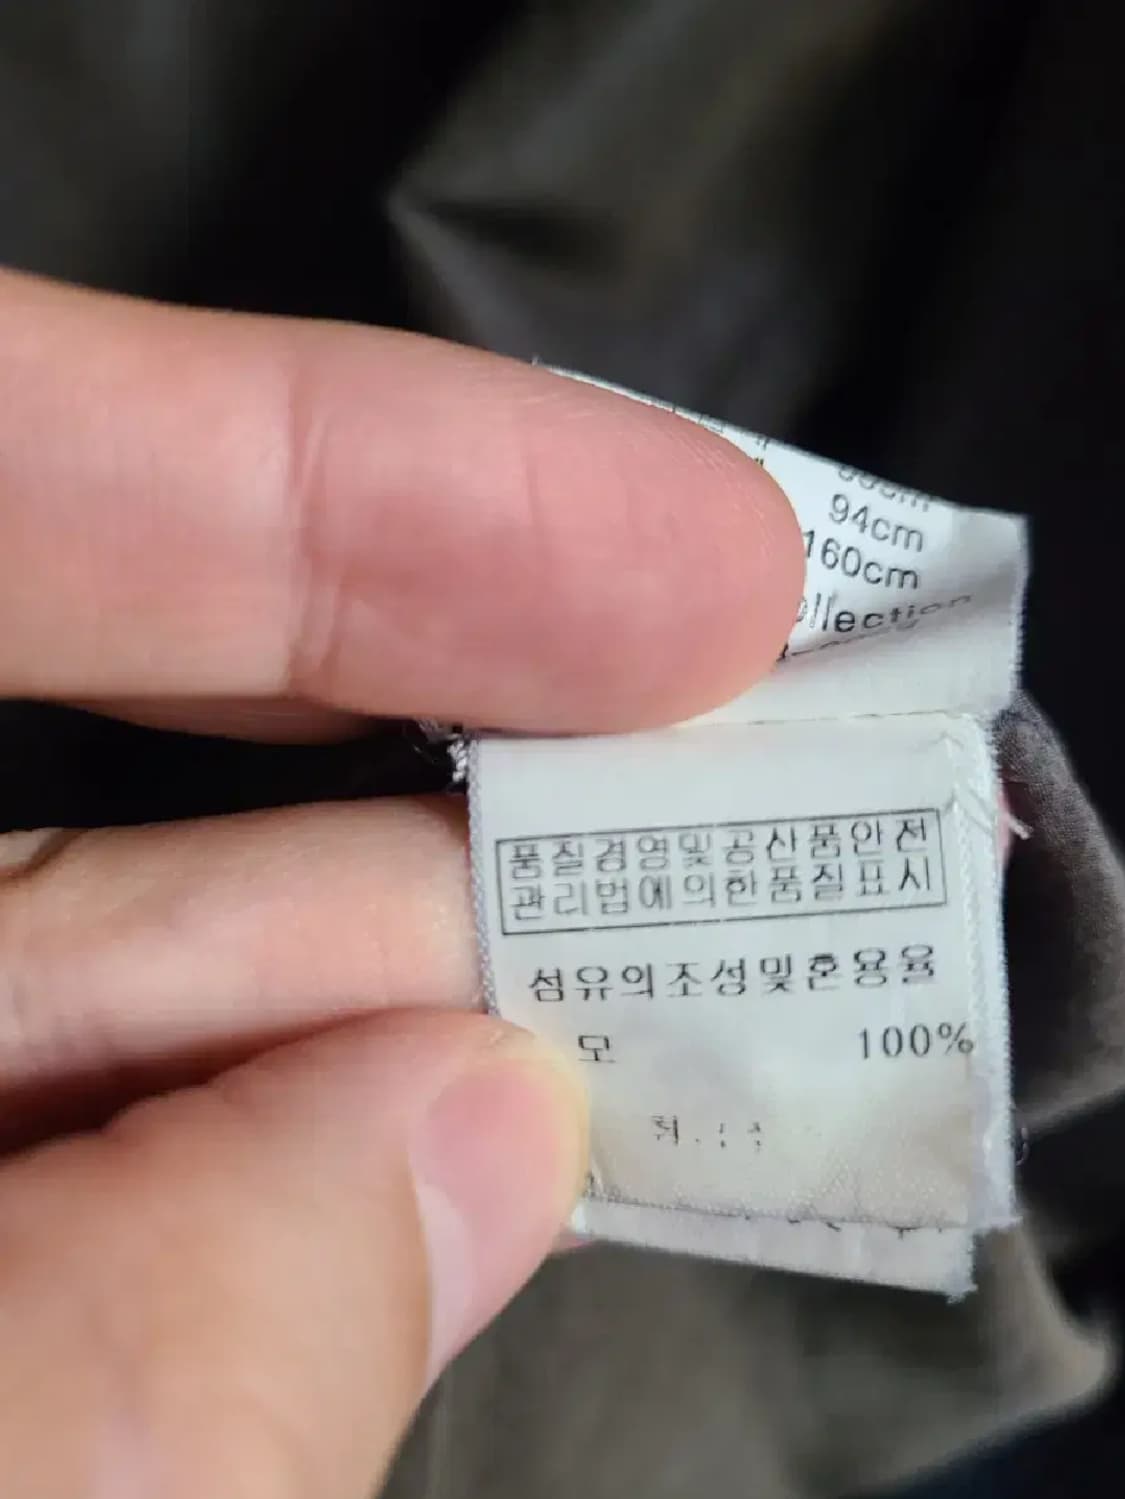 94cm
160cm
ollection
품질경영및공산품안전
관리법에의한품질표시
섬유의조성및혼용율
모 100%